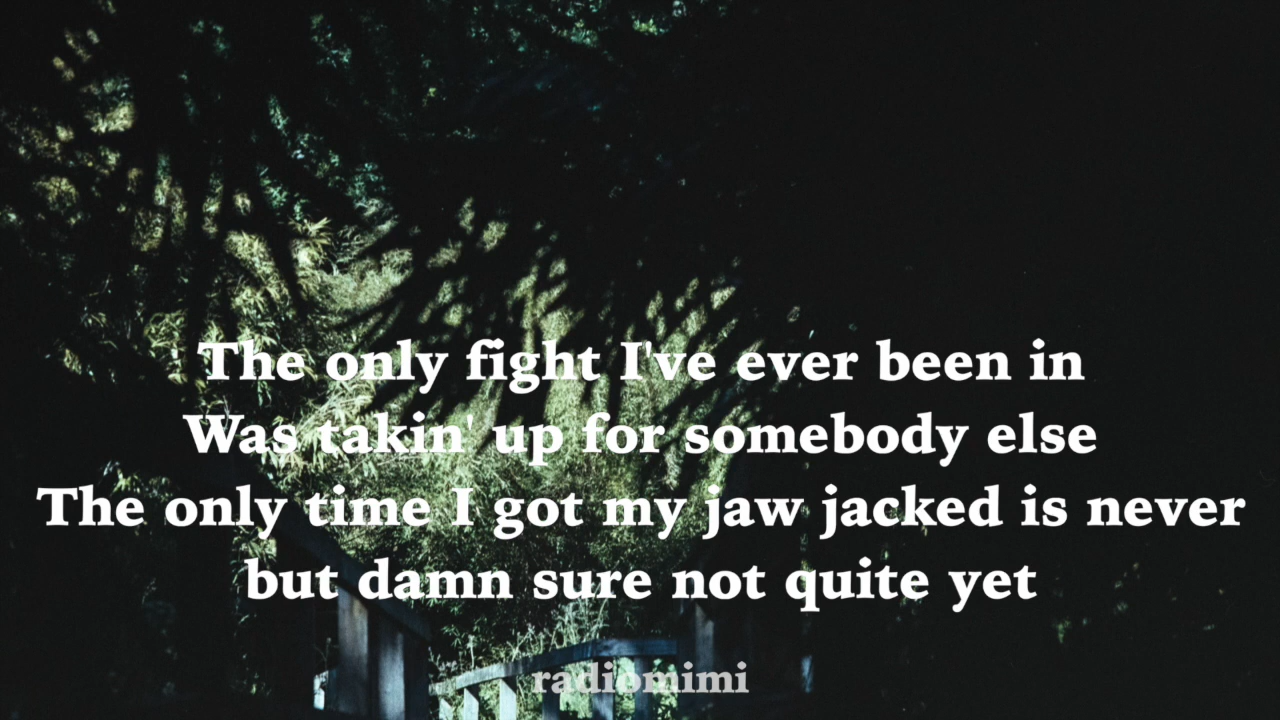 The only fight I've ever been in
Was takin' up for somebody else
The only time I got my jaw jacked is never
but damn sure not quite yet
radiomimi